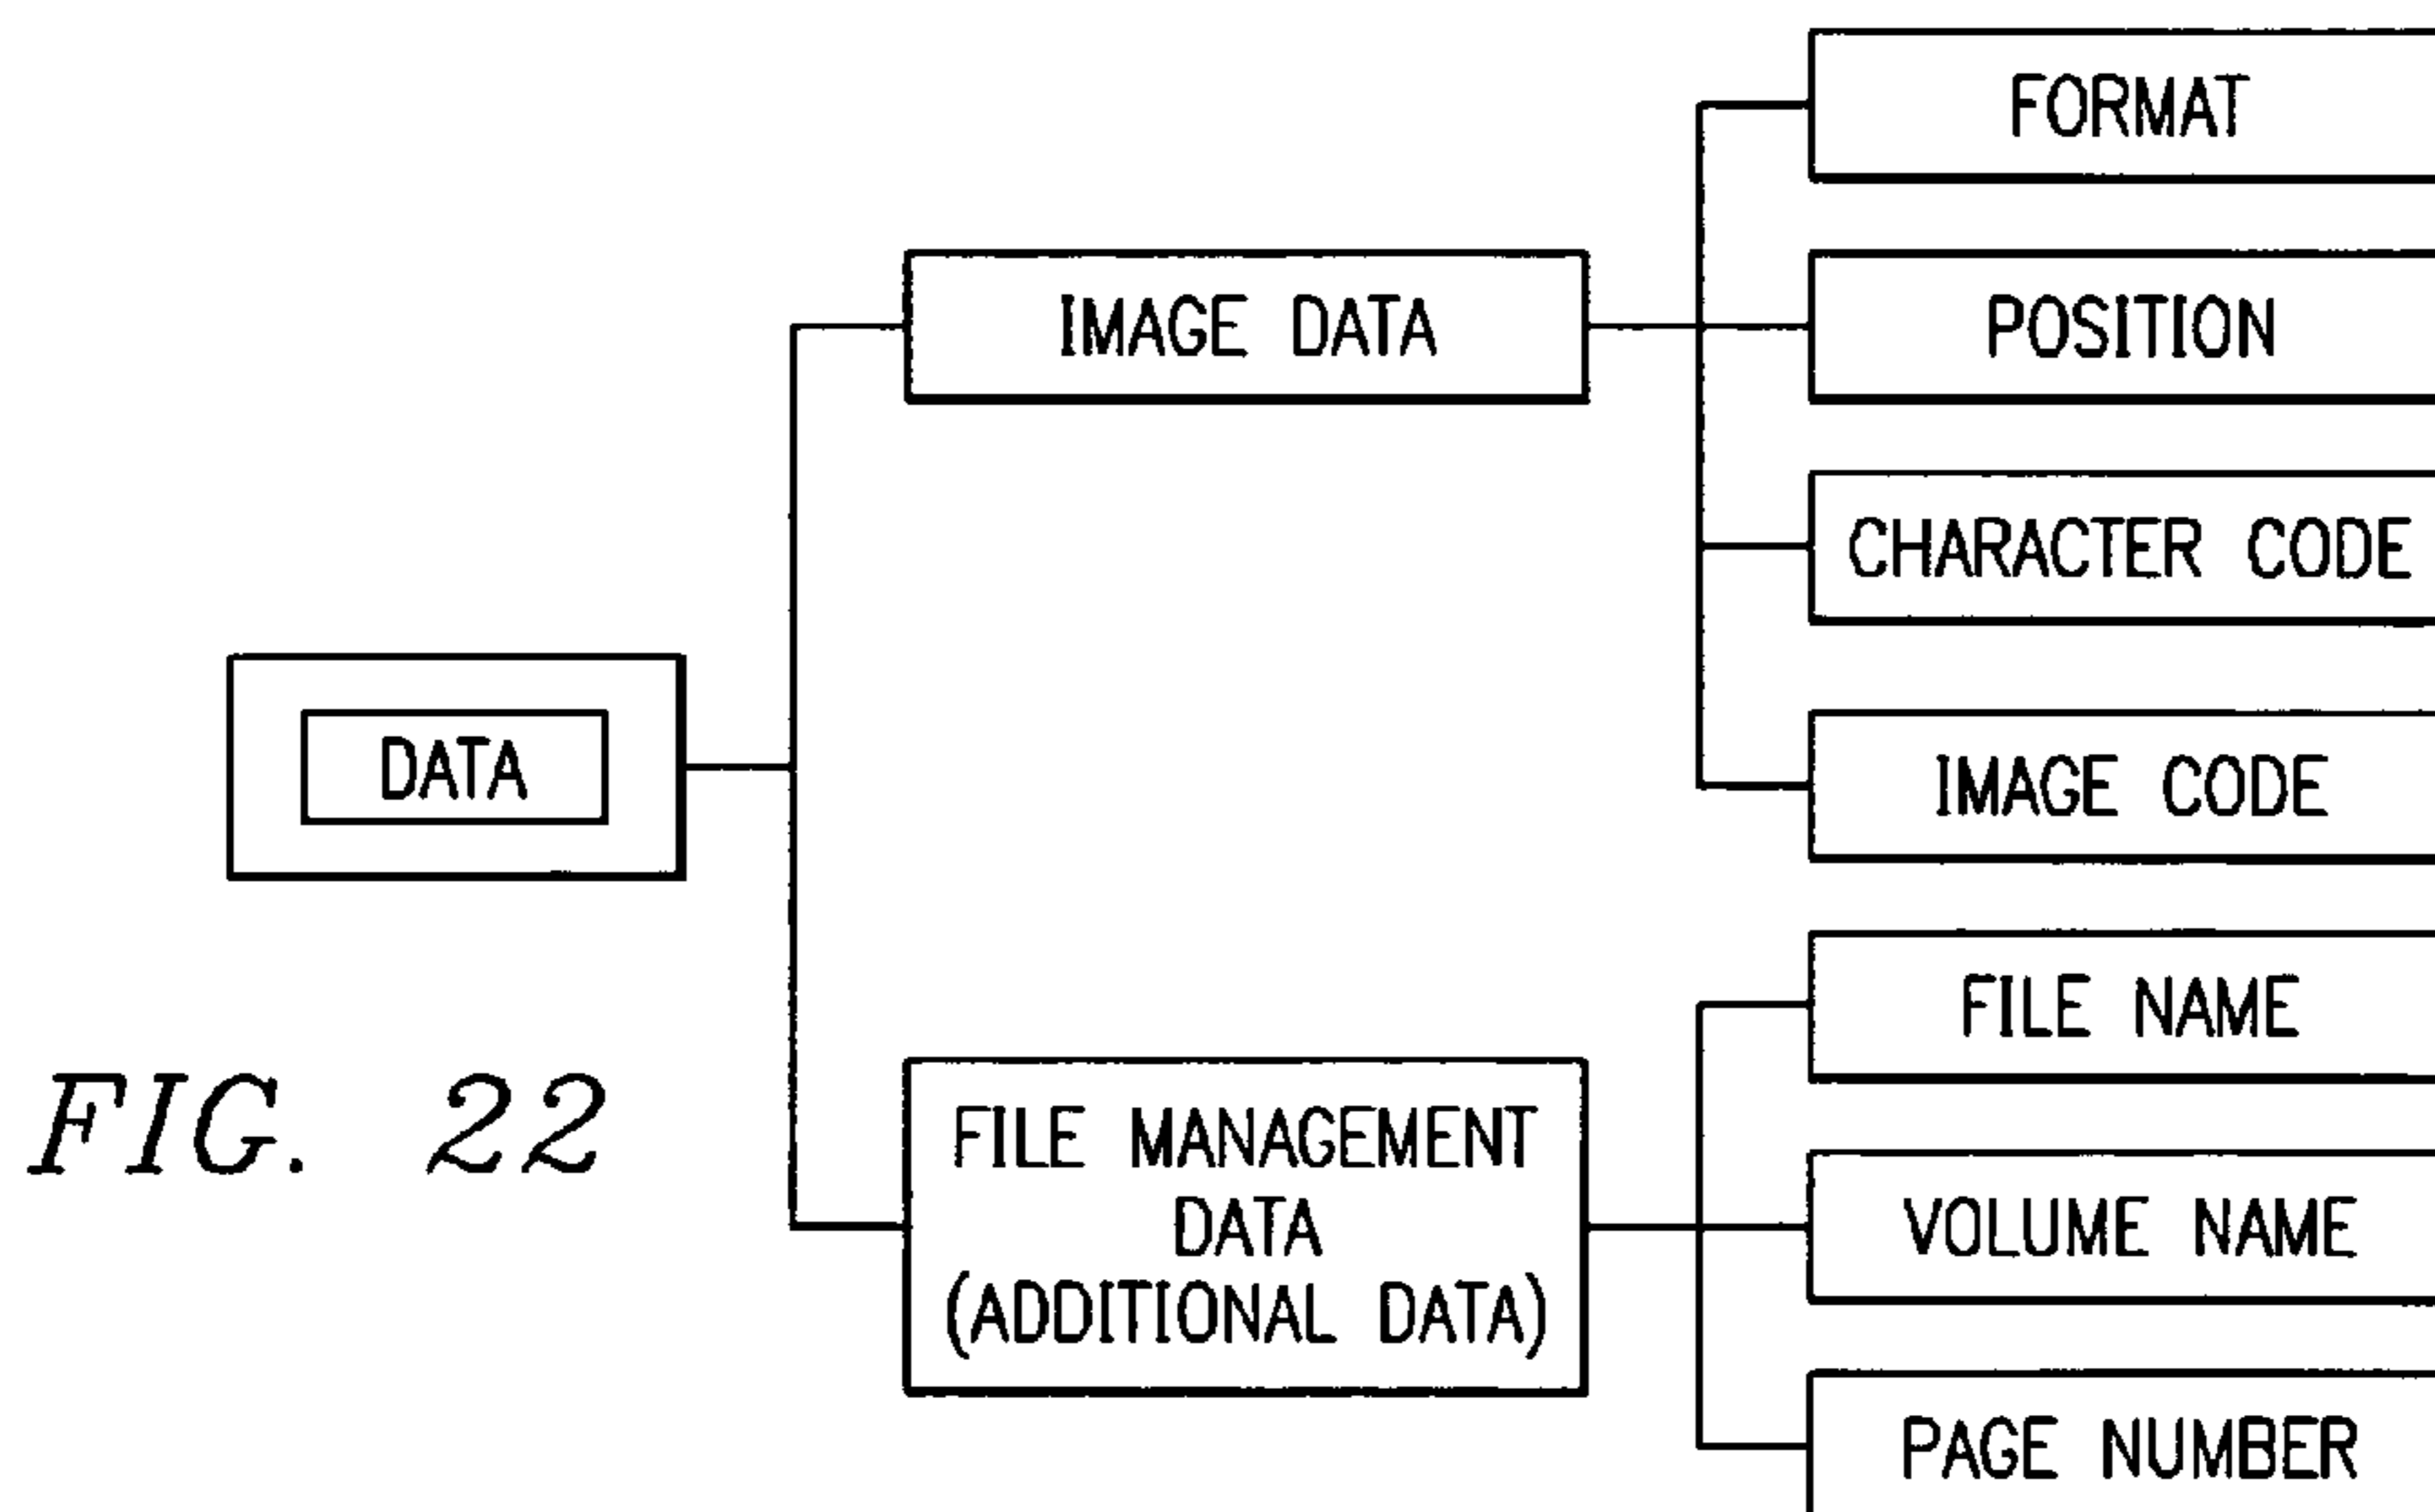 FORMAT
IMAGE DATA
POSITION
CHARACTER CODE
DATA
IMAGE CODE
FILE NAME
FIG. 22
FILE MANAGEMENT
DATA
(ADDITIONAL DATA)
VOLUME NAME
PAGE NUMBER